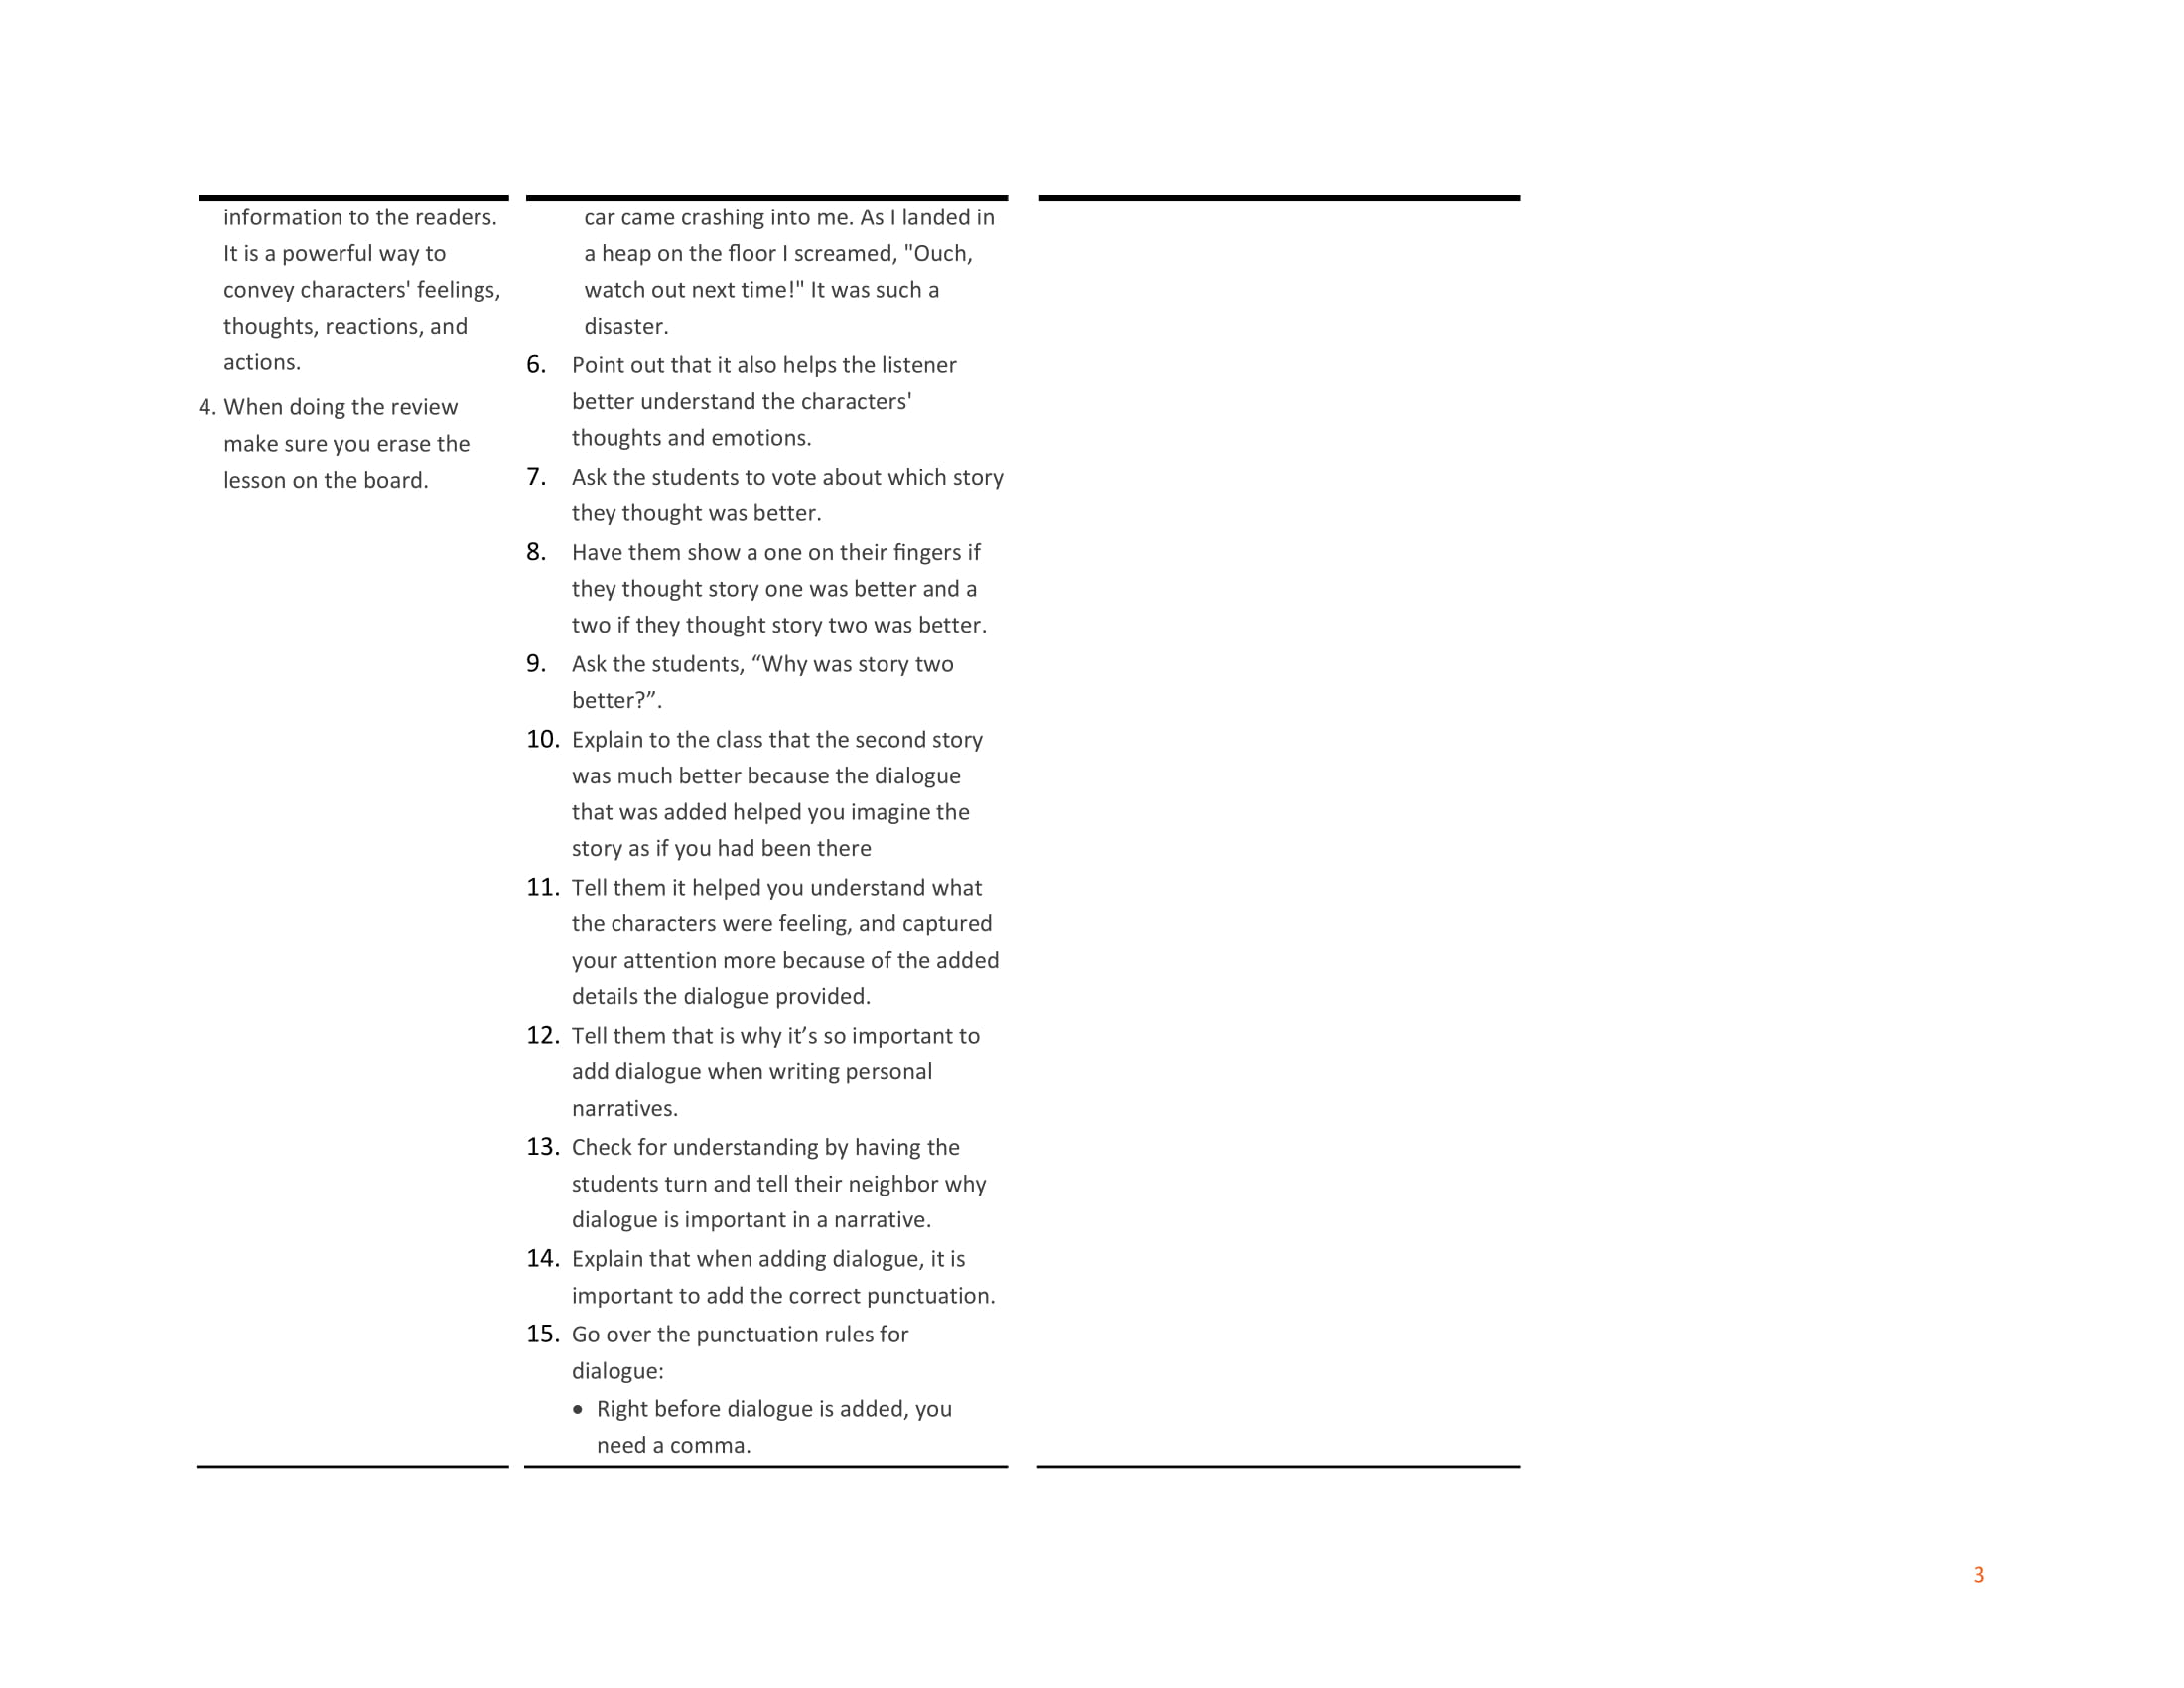 information to the readers.
It is a powerful way to
convey characters' feelings,
thoughts, reactions, and
actions.
4. When doing the review
make sure you erase the
lesson on the board.
car came crashing into me. As I landed in
a heap on the floor I screamed, "Ouch,
watch out next time!" It was such a
disaster.
6. Point out that it also helps the listener
better understand the characters'
thoughts and emotions.
7. Ask the students to vote about which story
they thought was better.
8. Have them show a one on their fingers if
they thought story one was better and a
two if they thought story two was better.
9. Ask the students, “Why was story two
better?”.
10. Explain to the class that the second story
was much better because the dialogue
that was added helped you imagine the
story as if you had been there
11. Tell them it helped you understand what
the characters were feeling, and captured
your attention more because of the added
details the dialogue provided.
12. Tell them that is why it’s so important to
add dialogue when writing personal
narratives.
13. Check for understanding by having the
students turn and tell their neighbor why
dialogue is important in a narrative.
14. Explain that when adding dialogue, it is
important to add the correct punctuation.
15. Go over the punctuation rules for
dialogue:
• Right before dialogue is added, you
need a comma.
3